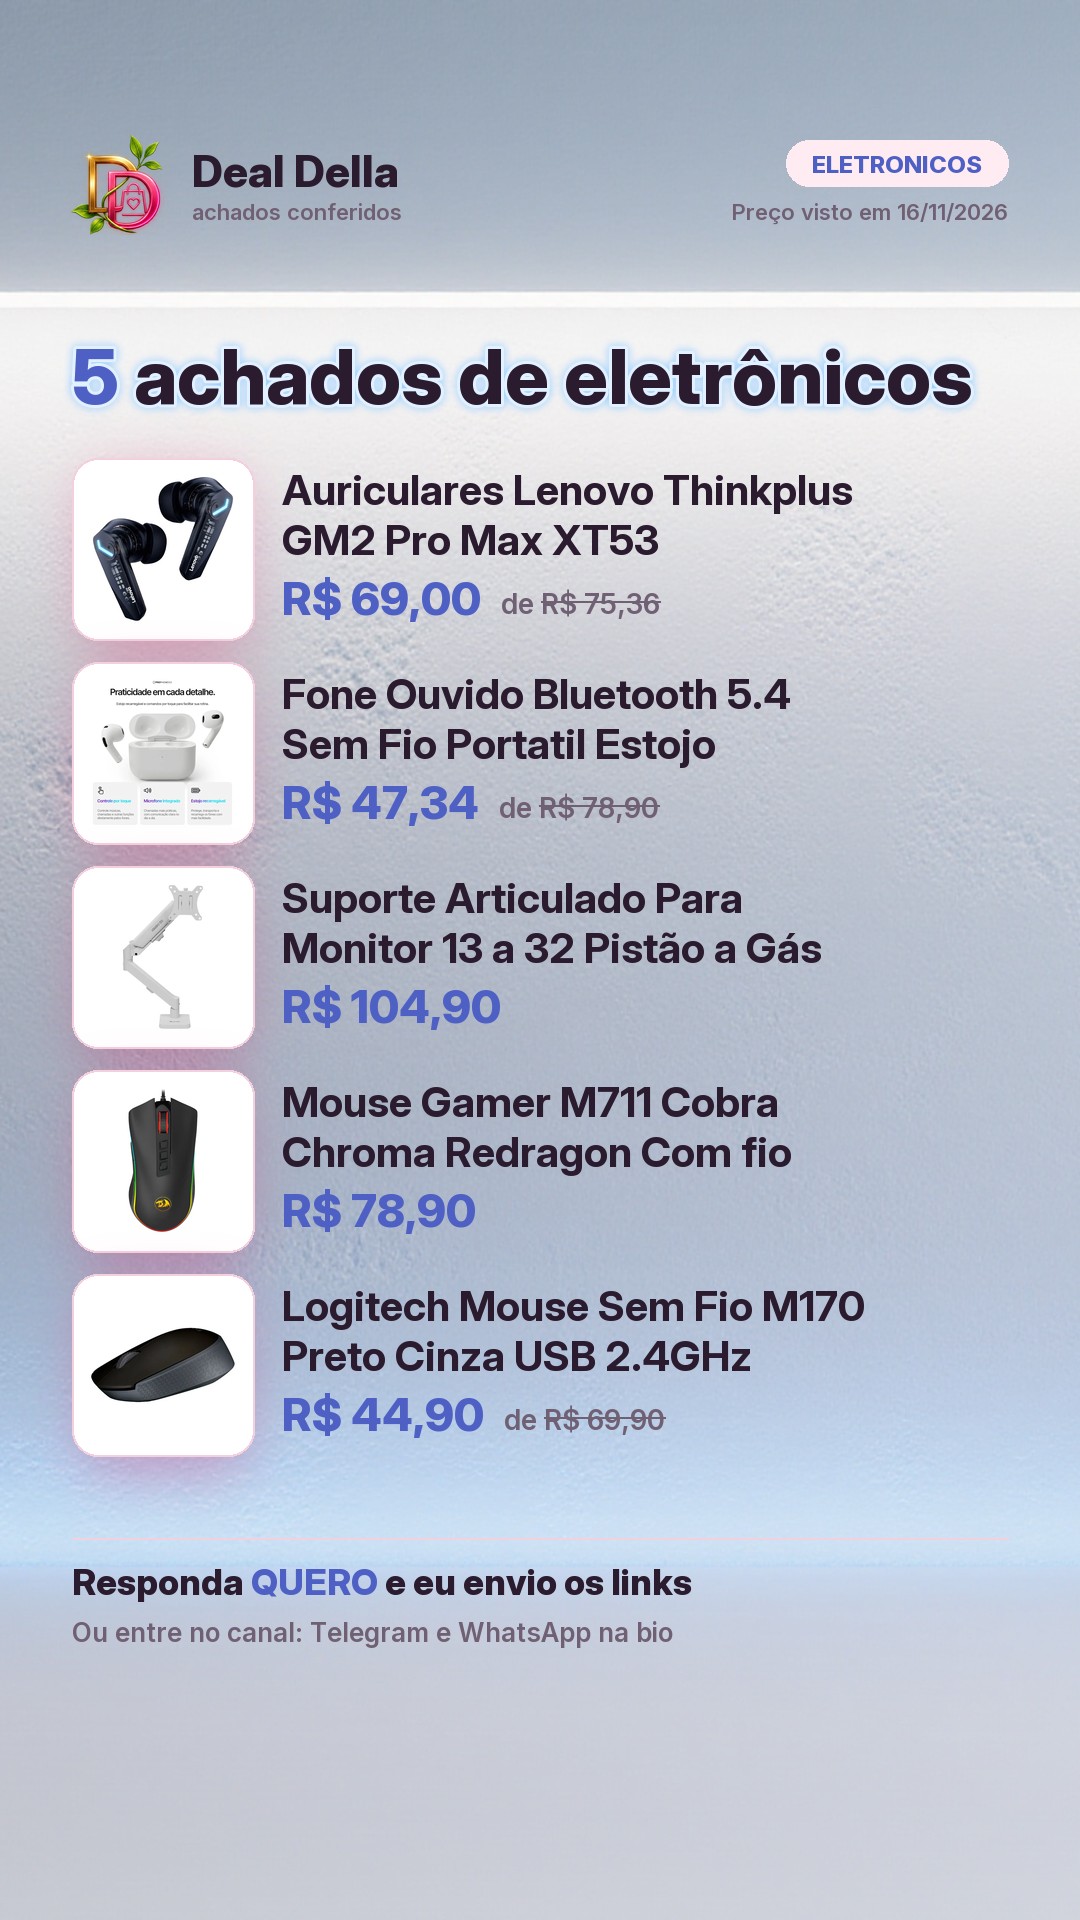 Deal Della
achados conferidos
ELETRONICOS
Preço visto em 16/11/2026
5 achados de eletrônicos
Auriculares Lenovo Thinkplus
GM2 Pro Max XT53
R$ 69,00 de R$ 75,36
Praticidade em cada detalhe.
Fone Ouvido Bluetooth 5.4
Sem Fio Portatil Estojo
R$ 47,34 de R$ 78,90
Suporte Articulado Para
Monitor 13 a 32 Pistão a Gás
R$ 104,90
Mouse Gamer M711 Cobra
Chroma Redragon Com fio
R$ 78,90
Logitech Mouse Sem Fio M170
Preto Cinza USB 2.4GHz
R$ 44,90 de R$ 69,90
Responda QUERO e eu envio os links
Ou entre no canal: Telegram e WhatsApp na bio